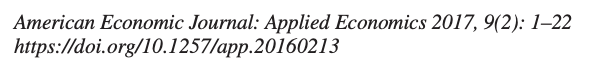 American Economic Journal: Applied Economics 2017, 9(2): 1–22
https://doi.org/10.1257/app.20160213